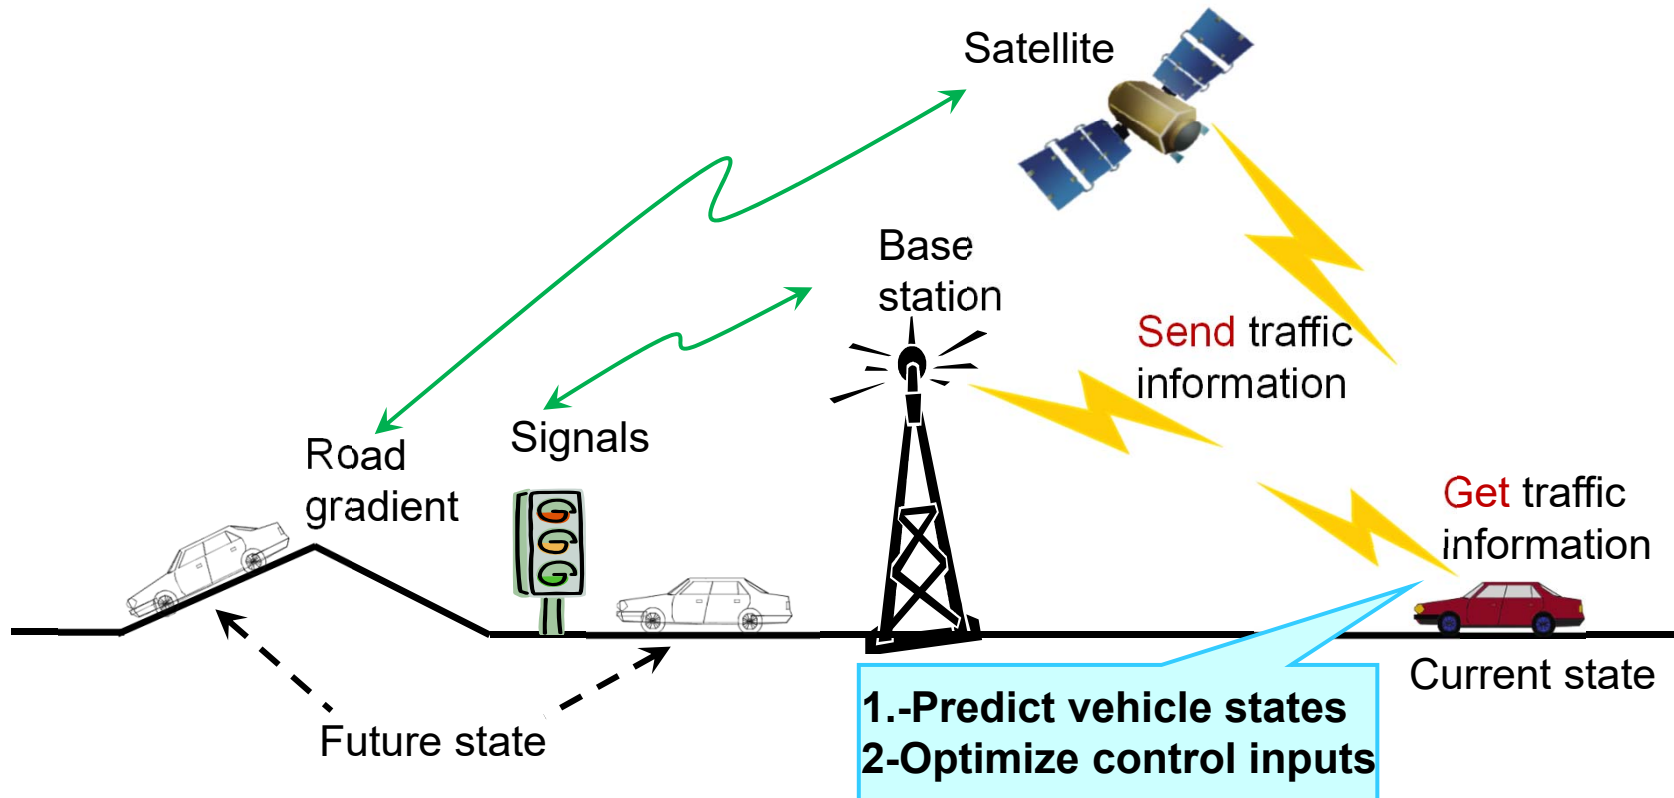 Satellite
Base
station
Send traffic
information
Signals
Road
gradient
Get traffic
information
Current state
1.-Predict vehicle states
2-Optimize control inputs
Future state